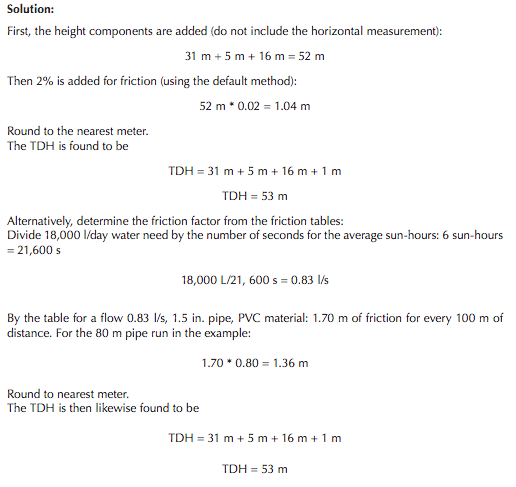 Solution:
First, the height components are added (do not include the horizontal measurement):
31 m + 5 m + 16 m = 52 m
Then 2% is added for friction (using the default method):
52 m * 0.02 = 1.04 m
Round to the nearest meter.
The TDH is found to be
TDH = 31 m + 5 m + 16 m + 1 m
TDH = 53 m
Alternatively, determine the friction factor from the friction tables:
Divide 18,000 l/day water need by the number of seconds for the average sun-hours: 6 sun-hours
= 21,600 s
18,000 L/21, 600 s = 0.83 l/s
By the table for a flow 0.83 l/s, 1.5 in. pipe, PVC material: 1.70 m of friction for every 100 m of
distance. For the 80 m pipe run in the example:
1.70 * 0.80 = 1.36 m
Round to nearest meter.
The TDH is then likewise found to be
TDH = 31 m + 5 m + 16 m + 1 m
TDH = 53 m